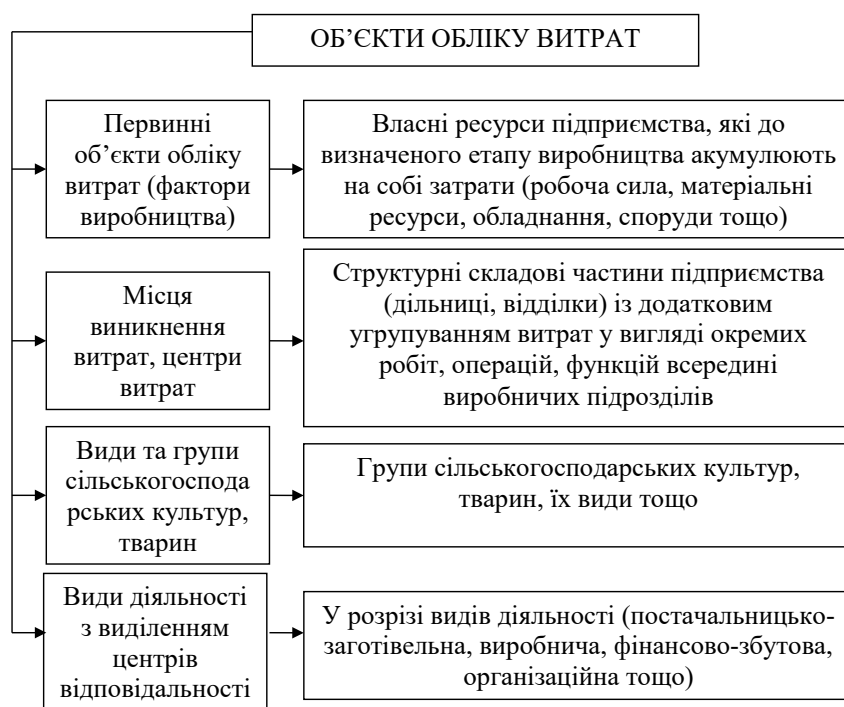 ОБ’ЄКТИ ОБЛІКУ ВИТРАТ
Первинні
об’єкти обліку
витрат (фактори
виробництва)
Власні ресурси підприємства, які до
визначеного етапу виробництва акумулюють
на собі затрати (робоча сила, матеріальні
ресурси, обладнання, споруди тощо)
Місця
виникнення
витрат, центри
витрат
Структурні складові частини підприємства
(дільниці, відділки) із додатковим
угрупуванням витрат у вигляді окремих
робіт, операцій, функцій всередині
виробничих підрозділів
Види та групи
сільськогоспода
рських культур,
тварин
Групи сільськогосподарських культур,
тварин, їх види тощо
Види діяльності
з виділенням
центрів
відповідальності
У розрізі видів діяльності (постачальницько-
заготівельна, виробнича, фінансово-збутова,
організаційна тощо)